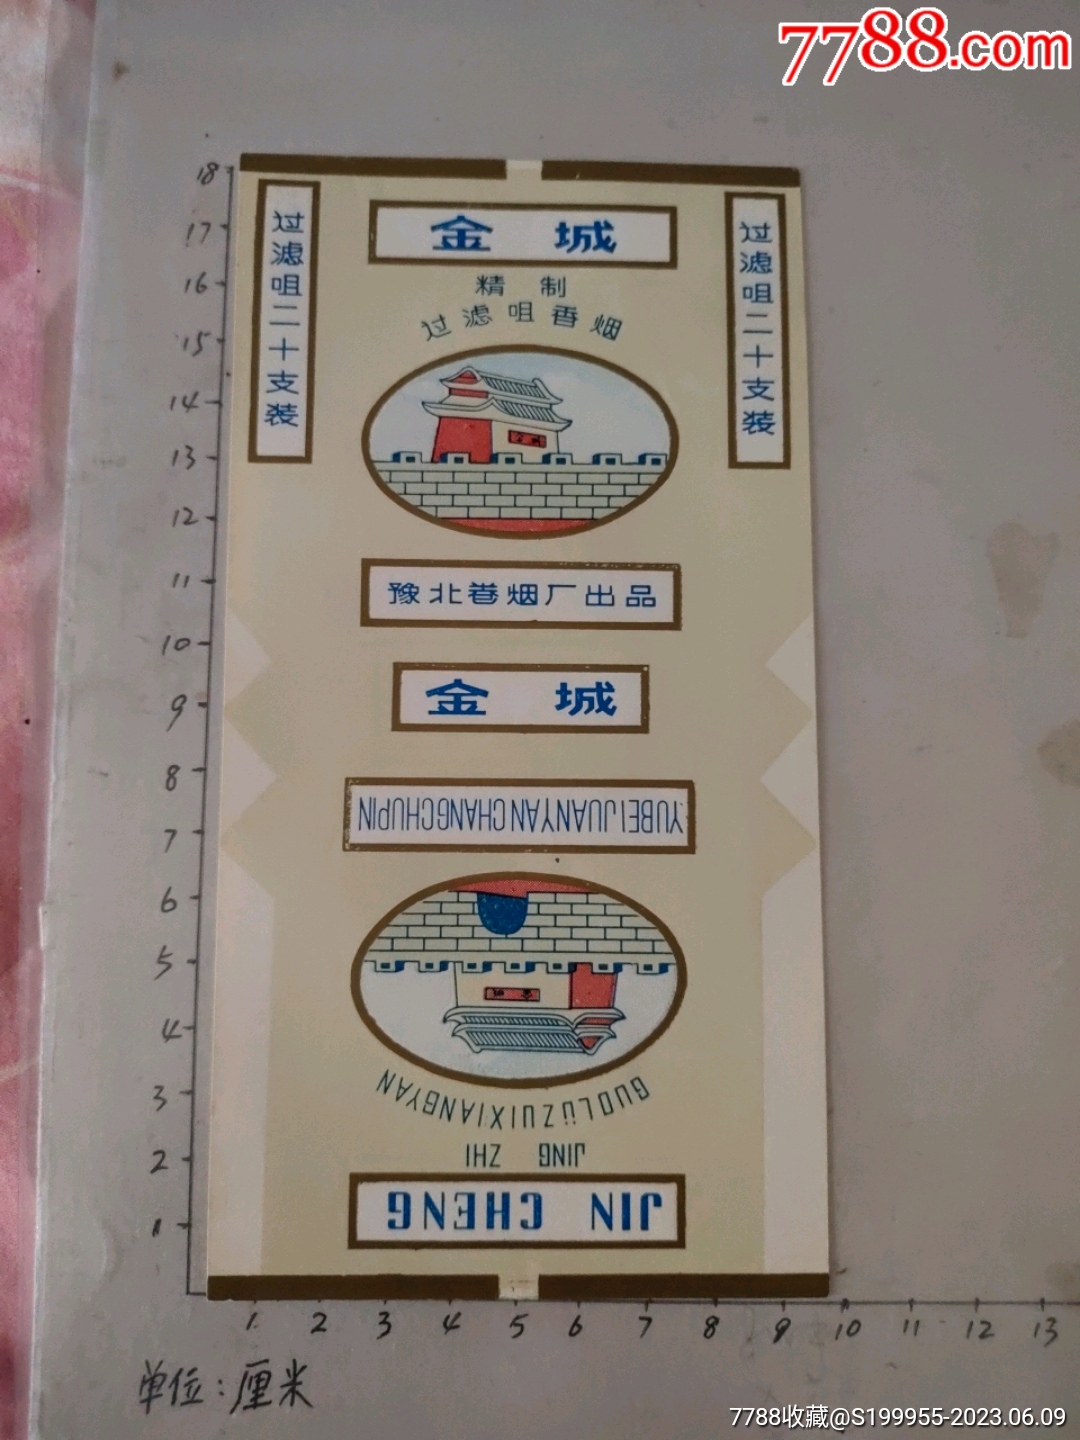 7788.com
过滤咀二十支装
金 城
过滤咀二十支装
精 制
过滤咀香烟
金城
豫北卷烟厂出品
金 城
YUBEIJUANYANCHANGCHUPIN
GUOLÜZUIXIANGYAN
JING ZHI
JIN CHENG
18
17
16
15
14
13
12
11
10
9
8
7
6
5
4
3
2
1
1 2 3 4 5 6 7 8 9 10 11 12 13
单位：厘米
7788收藏@S199955-2023.06.09